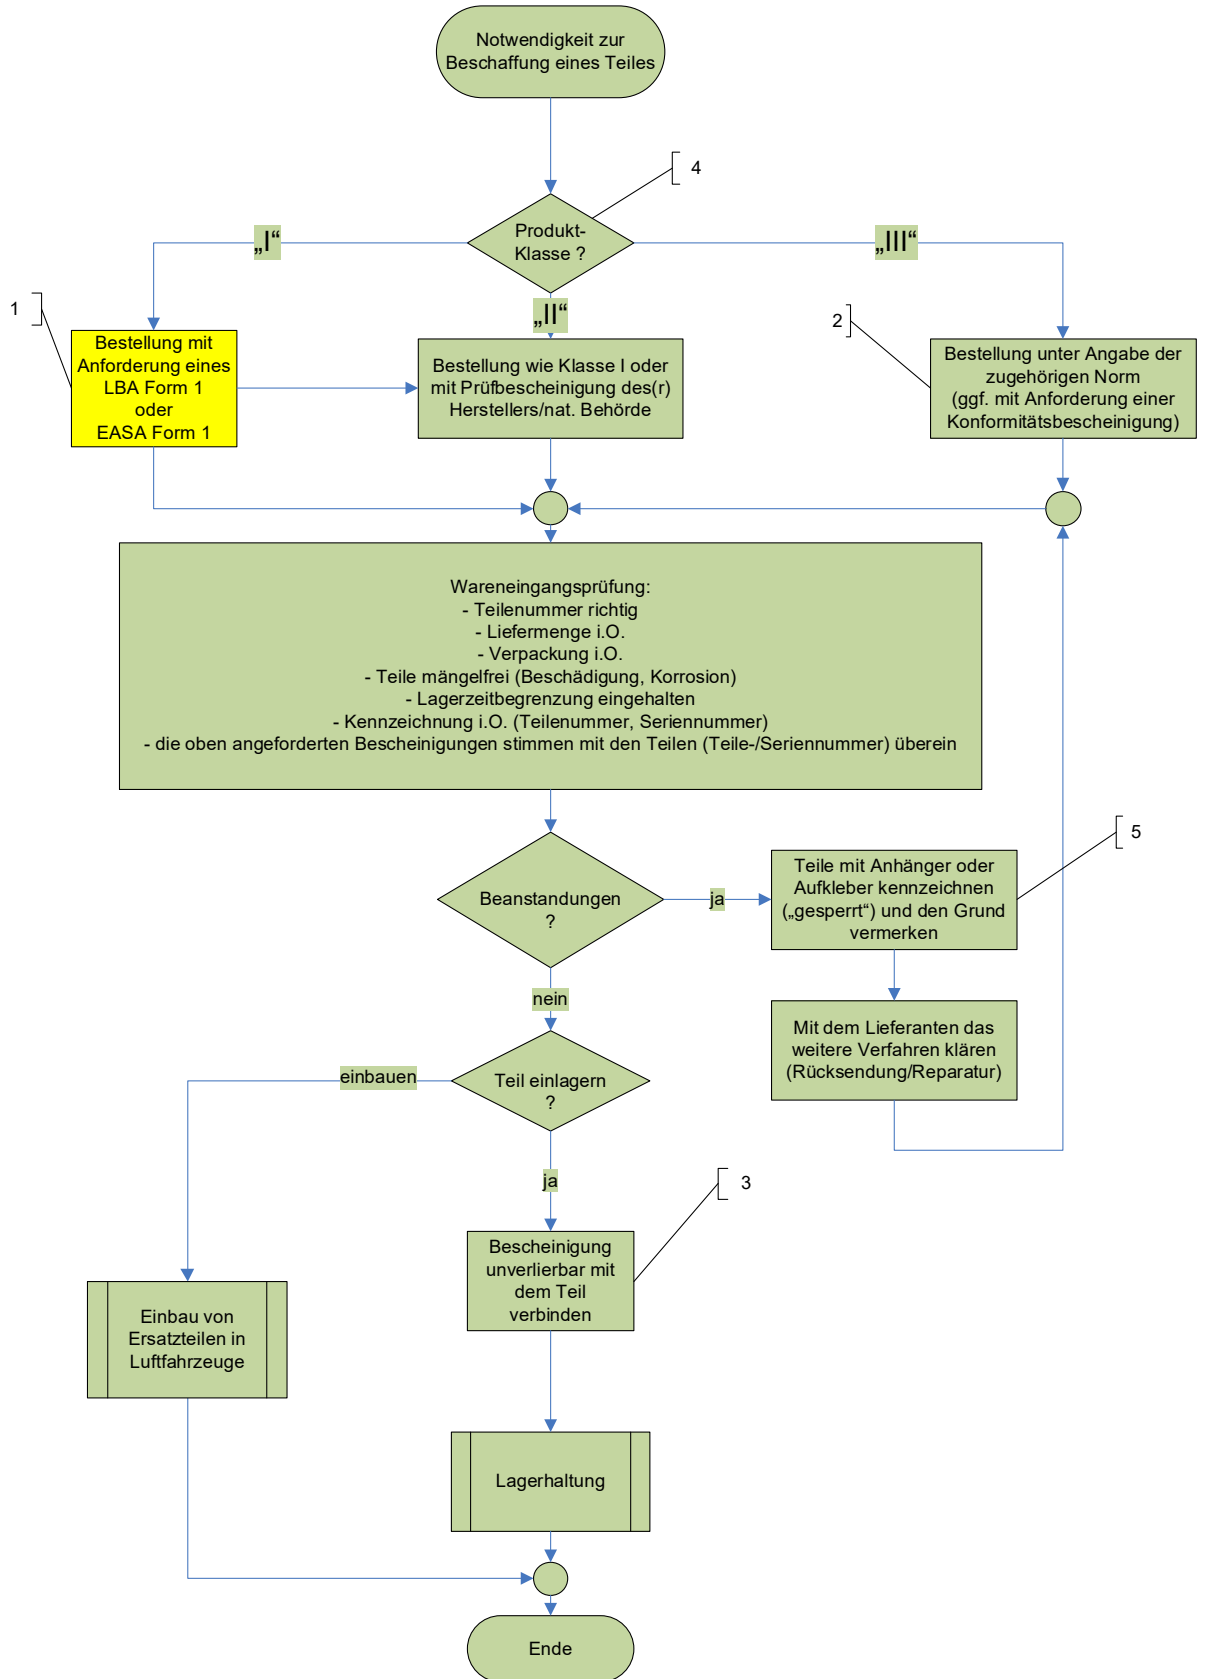 Notwendigkeit zur
Beschaffung eines Teiles
4
Produkt-
Klasse ?
„I“
„II“
„III“
1
Bestellung mit
Anforderung eines
LBA Form 1
oder
EASA Form 1
Bestellung wie Klasse I oder
mit Prüfbescheinigung des(r)
Herstellers/nat. Behörde
2
Bestellung unter Angabe der
zugehörigen Norm
(ggf. mit Anforderung einer
Konformitätsbescheinigung)
Wareneingangsprüfung:
- Teilenummer richtig
- Liefermenge i.O.
- Verpackung i.O.
- Teile mängelfrei (Beschädigung, Korrosion)
- Lagerzeitbegrenzung eingehalten
- Kennzeichnung i.O. (Teilenummer, Seriennummer)
- die oben angeforderten Bescheinigungen stimmen mit den Teilen (Teile-/Seriennummer) überein
Beanstandungen
?
ja
5
Teile mit Anhänger oder
Aufkleber kennzeichnen
(„gesperrt“) und den Grund
vermerken
nein
Mit dem Lieferanten das
weitere Verfahren klären
(Rücksendung/Reparatur)
Teil einlagern
?
einbauen
ja
3
Bescheinigung
unverlierbar mit
dem Teil
verbinden
Einbau von
Ersatzteilen in
Luftfahrzeuge
Lagerhaltung
Ende